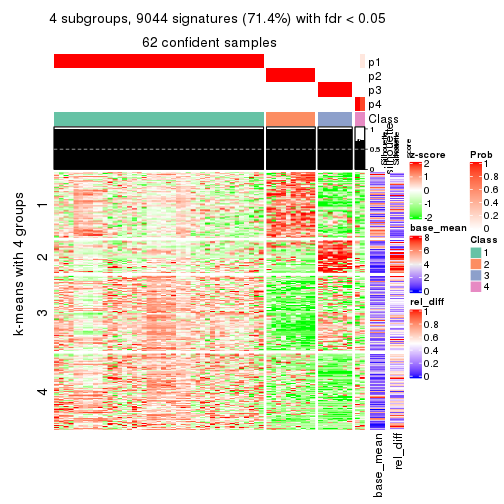 4 subgroups, 9044 signatures (71.4%) with fdr < 0.05
62 confident samples
p1
p2
p3
p4
Class
1
0.5
0
silhouette
k-means with 4 groups
1
2
3
4
base_mean
rel_diff
z-score
2
1
0
-1
-2
base_mean
8
6
4
2
0
rel_diff
1
0.8
0.6
0.4
0.2
0
Prob
1
0.8
0.6
0.4
0.2
0
Class
1
2
3
4